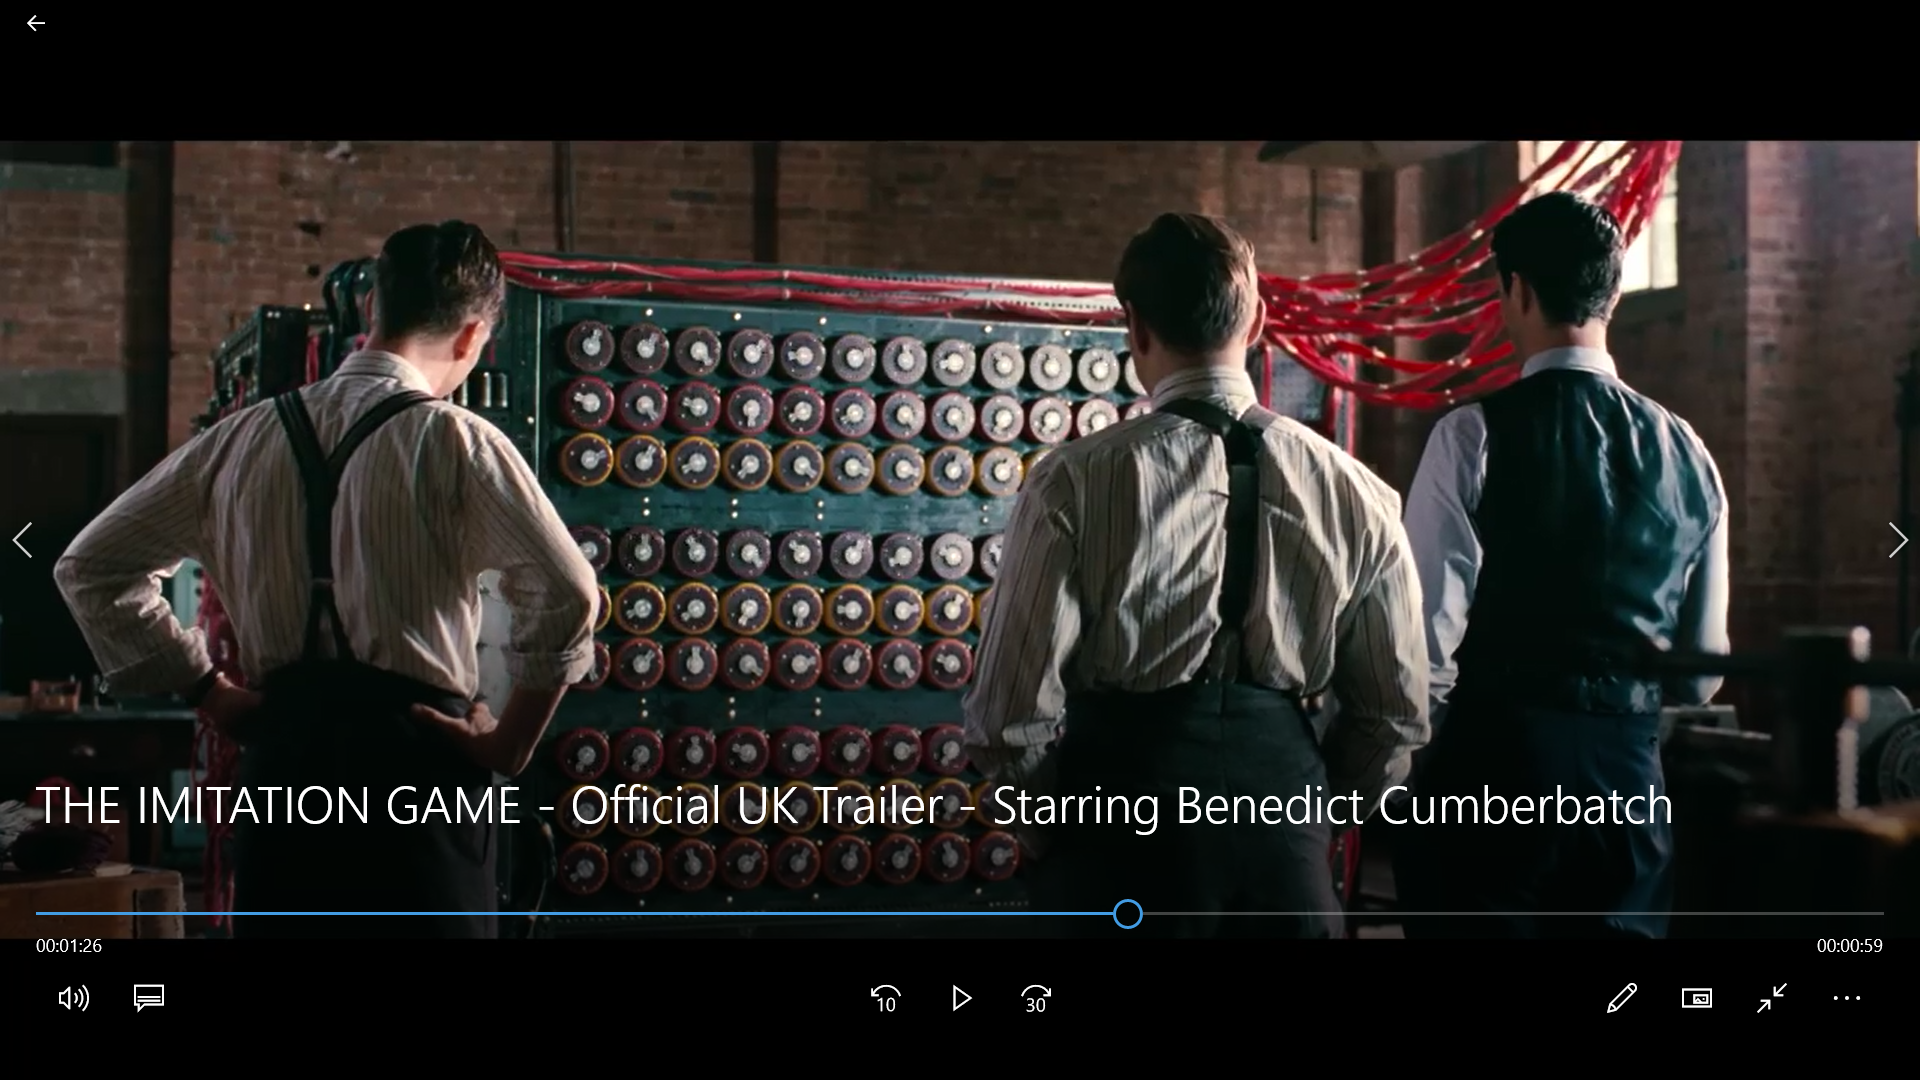 THE IMITATION GAME - Official UK Trailer - Starring Benedict Cumberbatch
00:01:26
00:00:59
10
30